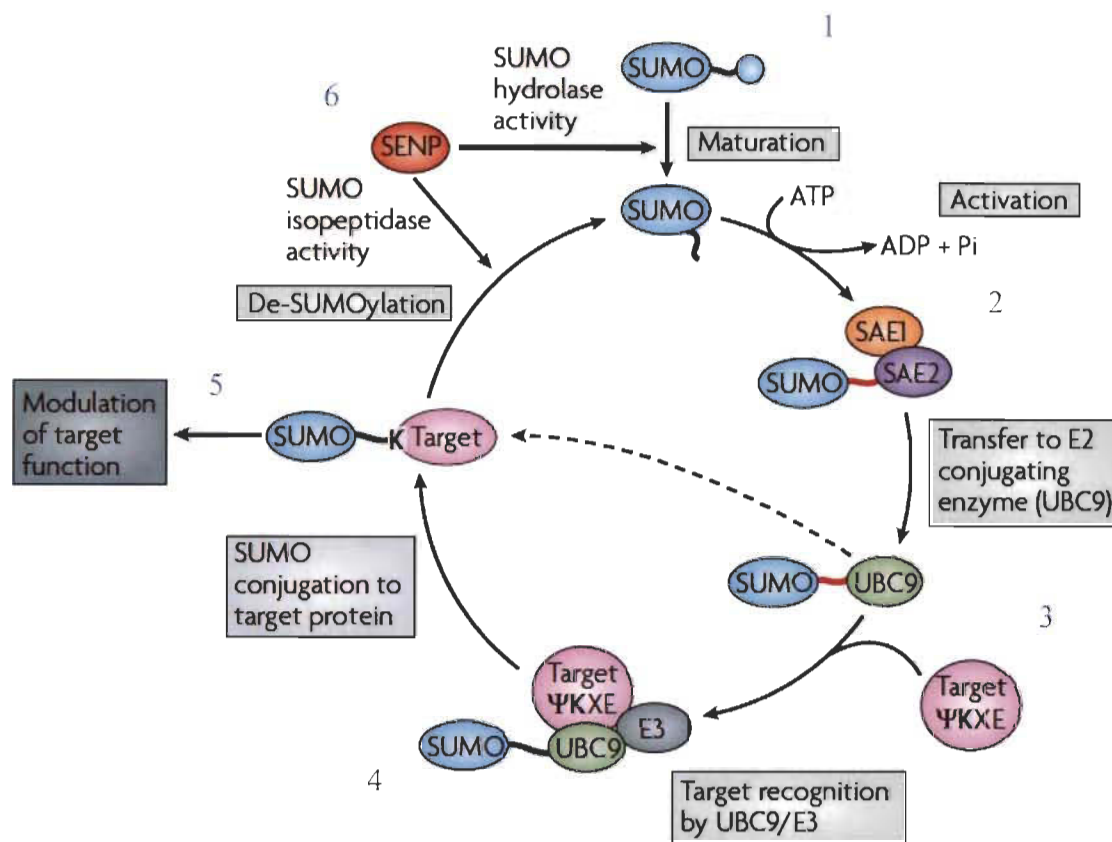 1
SUMO
SUMO
hydrolase
activity
6
SENP
Maturation
SUMO
isopeptidase
activity
SUMO
ATP
Activation
ADP + Pi
De-SUMOylation
2
SAE1
SAE2
SUMO
5
Modulation
of target
function
SUMO
K Target
Transfer to E2
conjugating
enzyme (UBC9)
SUMO
conjugation to
target protein
SUMO
UBC9
3
Target
ΨKXE
Target
ΨKXE
E3
SUMO
UBC9
4
Target recognition
by UBC9/E3